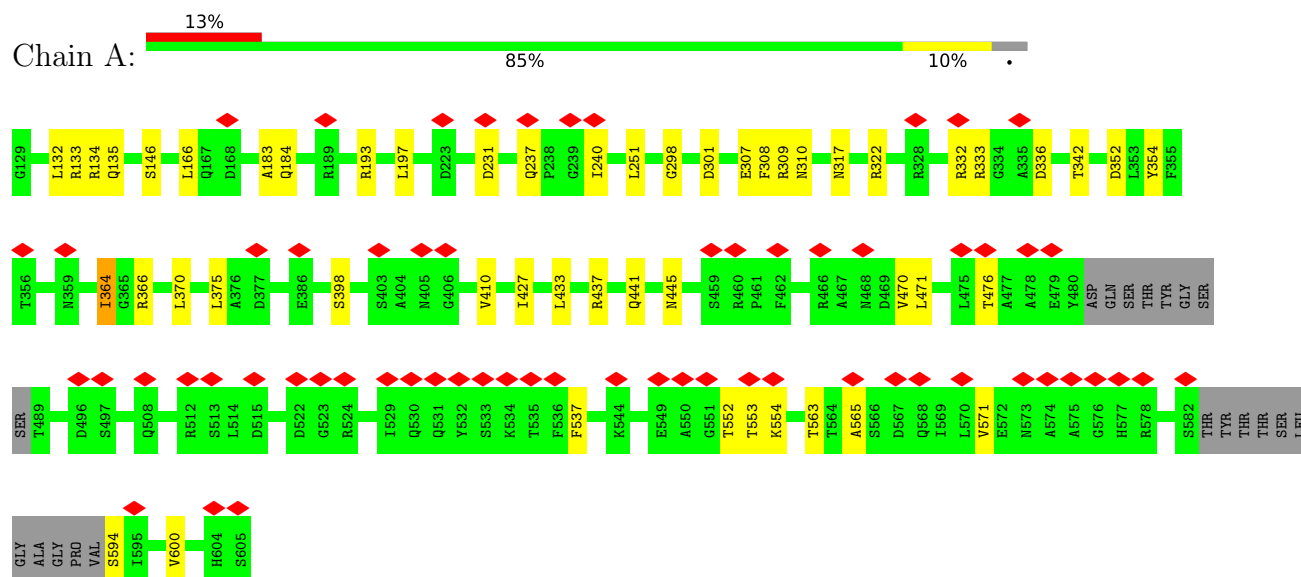 13%
Chain A:
85% 10% •
G129 L132 R133 R134 Q135 S146 L166 Q167 D168 A183 Q184 R189 R193 L197 D223 D231 Q237 P238 G239 I240 L251 G298 D301 E307 F308 R309 N310 N317 R322 R328 R332 R333 G334 A335 D336 T342 D352 L353 Y354 F355
T356 N359 I364 G365 R366 L370 L375 A376 D377 E386 S398 S403 A404 N405 G406 V410 I427 L433 R437 Q441 N445 S459 R460 P461 F462 R466 A467 N468 D469 V470 L471 L475 T476 A477 A478 E479 Y480 ASP GLN SER THR TYR GLY SER
SER T489 D496 S497 Q508 R512 S513 L514 D515 D522 G523 R524 I529 Q530 Q531 Y532 S533 K534 T535 F536 F537 K544 E549 A550 G551 T552 T553 K554 T563 T564 A565 S566 D567 Q568 I569 L570 V571 E572 N573 A574 A575 G576 H577 R578 S582 THR TYR THR THR SER LEU
GLY ALA GLY PRO VAL S594 I595 V600 H604 S605